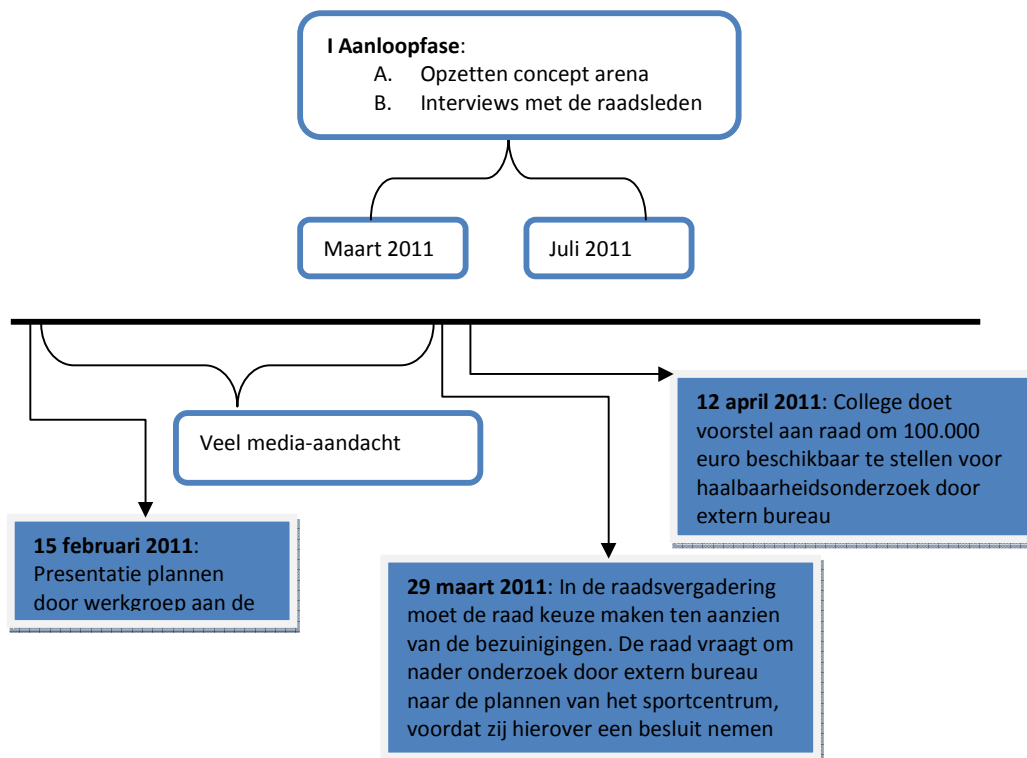 I Aanloopfase:
A. Opzetten concept arena
B. Interviews met de raadsleden
Maart 2011
Juli 2011
Veel media-aandacht
12 april 2011: College doet
voorstel aan raad om 100.000
euro beschikbaar te stellen voor
haalbaarheidsonderzoek door
extern bureau
15 februari 2011:
Presentatie plannen
door werkgroep aan de
29 maart 2011: In de raadsvergadering
moet de raad keuze maken ten aanzien
van de bezuinigingen. De raad vraagt om
nader onderzoek door extern bureau
naar de plannen van het sportcentrum,
voordat zij hierover een besluit nemen